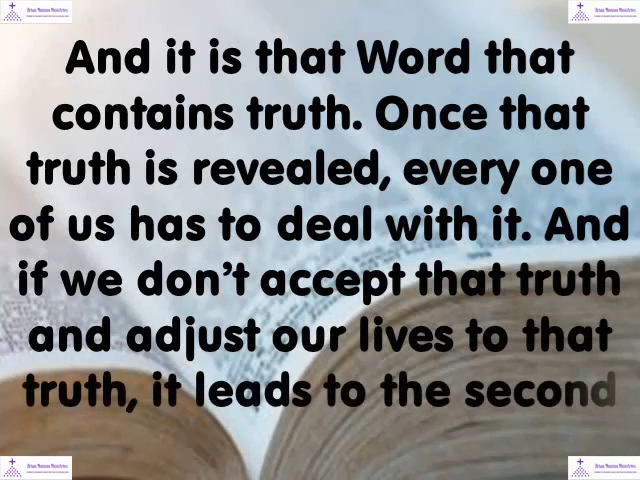 And it is that Word that
contains truth. Once that
truth is revealed, every one
of us has to deal with it. And
if we don't accept that truth
and adjust our lives to that
truth, it leads to the second